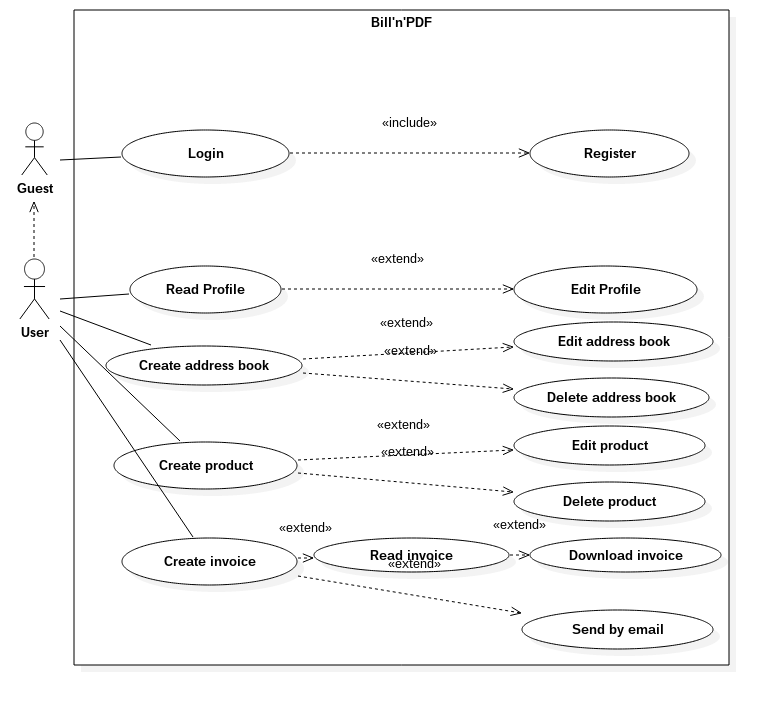 Bill'n'PDF
«include»
Login
Register
Guest
«extend»
Read Profile
Edit Profile
User
«extend»
Edit address book
«extend»
Create address book
Delete address book
«extend»
Edit product
«extend»
Create product
Delete product
«extend»
«extend»
Read invoice
Download invoice
«extend»
Create invoice
Send by email